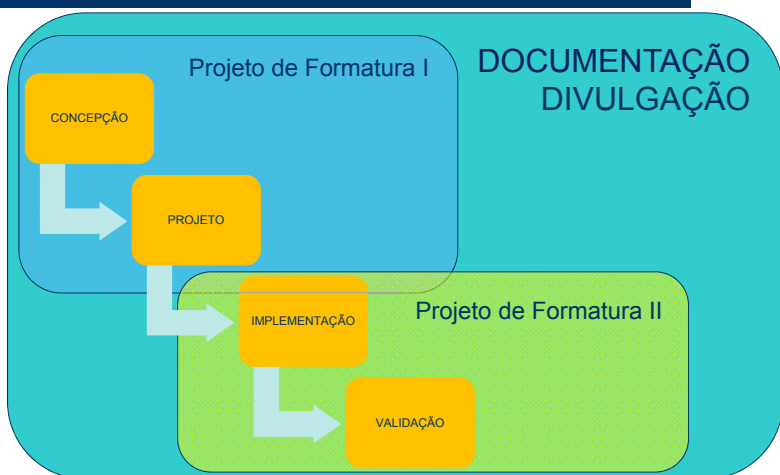 Projeto de Formatura I
DOCUMENTAÇÃO
DIVULGAÇÃO
CONCEPÇÃO
PROJETO
IMPLEMENTAÇÃO
Projeto de Formatura II
VALIDAÇÃO